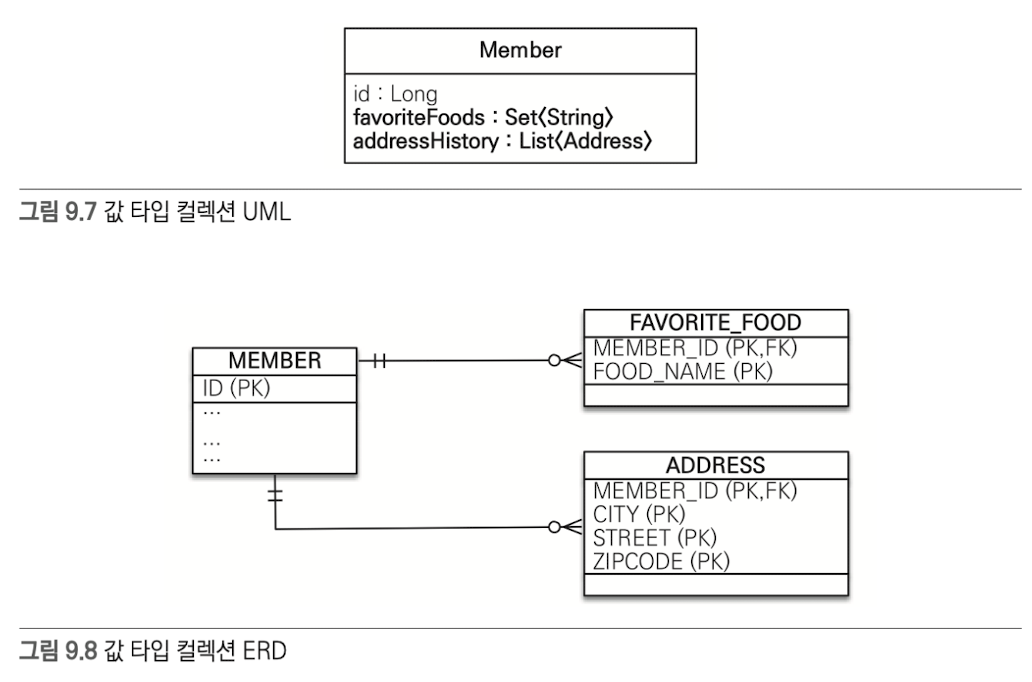 Member
id : Long
favoriteFoods : Set<String>
addressHistory : List<Address>
그림 9.7 값 타입 컬렉션 UML
FAVORITE_FOOD
MEMBER_ID (PK,FK)
FOOD_NAME (PK)
MEMBER
ID (PK)
...
...
...
ADDRESS
MEMBER_ID (PK,FK)
CITY (PK)
STREET (PK)
ZIPCODE (PK)
그림 9.8 값 타입 컬렉션 ERD